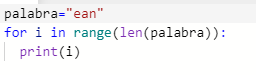 palabra="ean"
for i in range(len(palabra)):
  print(i)